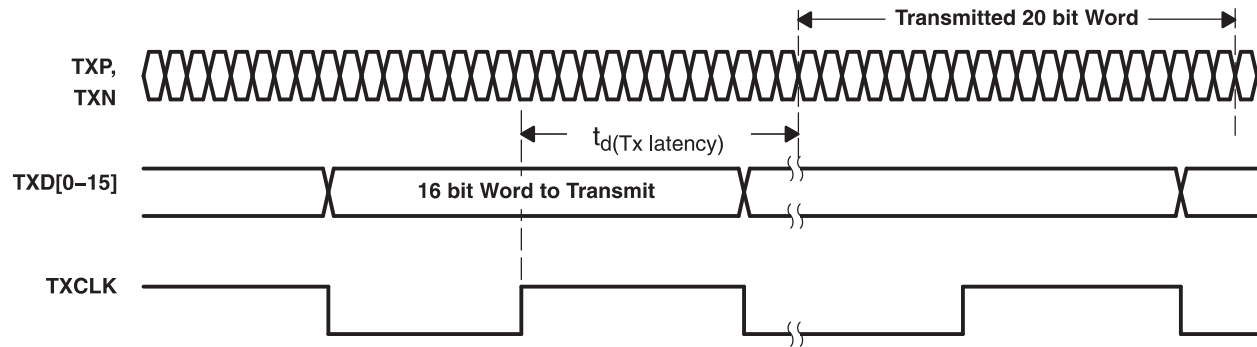 Transmitted 20 bit Word
TXP,
TXN
td(Tx latency)
TXD[0–15]
16 bit Word to Transmit
TXCLK